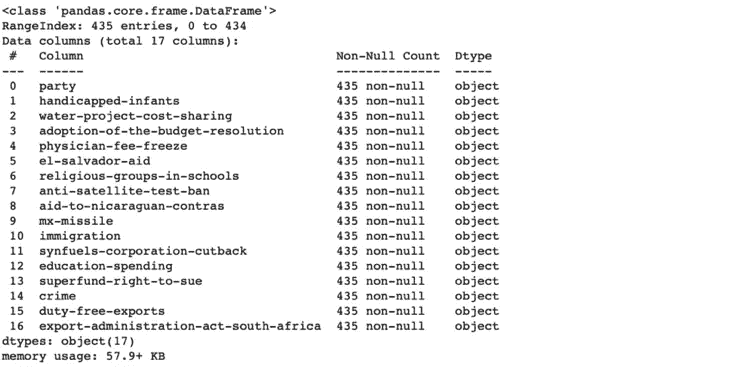 <class 'pandas.core.frame.DataFrame'>
RangeIndex: 435 entries, 0 to 434
Data columns (total 17 columns):
 #   Column                                  Non-Null Count  Dtype
---  ------                                  --------------  -----
 0   party                                   435 non-null    object
 1   handicapped-infants                     435 non-null    object
 2   water-project-cost-sharing              435 non-null    object
 3   adoption-of-the-budget-resolution       435 non-null    object
 4   physician-fee-freeze                    435 non-null    object
 5   el-salvador-aid                         435 non-null    object
 6   religious-groups-in-schools             435 non-null    object
 7   anti-satellite-test-ban                 435 non-null    object
 8   aid-to-nicaraguan-contras               435 non-null    object
 9   mx-missile                              435 non-null    object
 10  immigration                             435 non-null    object
 11  synfuels-corporation-cutback            435 non-null    object
 12  education-spending                      435 non-null    object
 13  superfund-right-to-sue                  435 non-null    object
 14  crime                                   435 non-null    object
 15  duty-free-exports                       435 non-null    object
 16  export-administration-act-south-africa  435 non-null    object
dtypes: object(17)
memory usage: 57.9+ KB